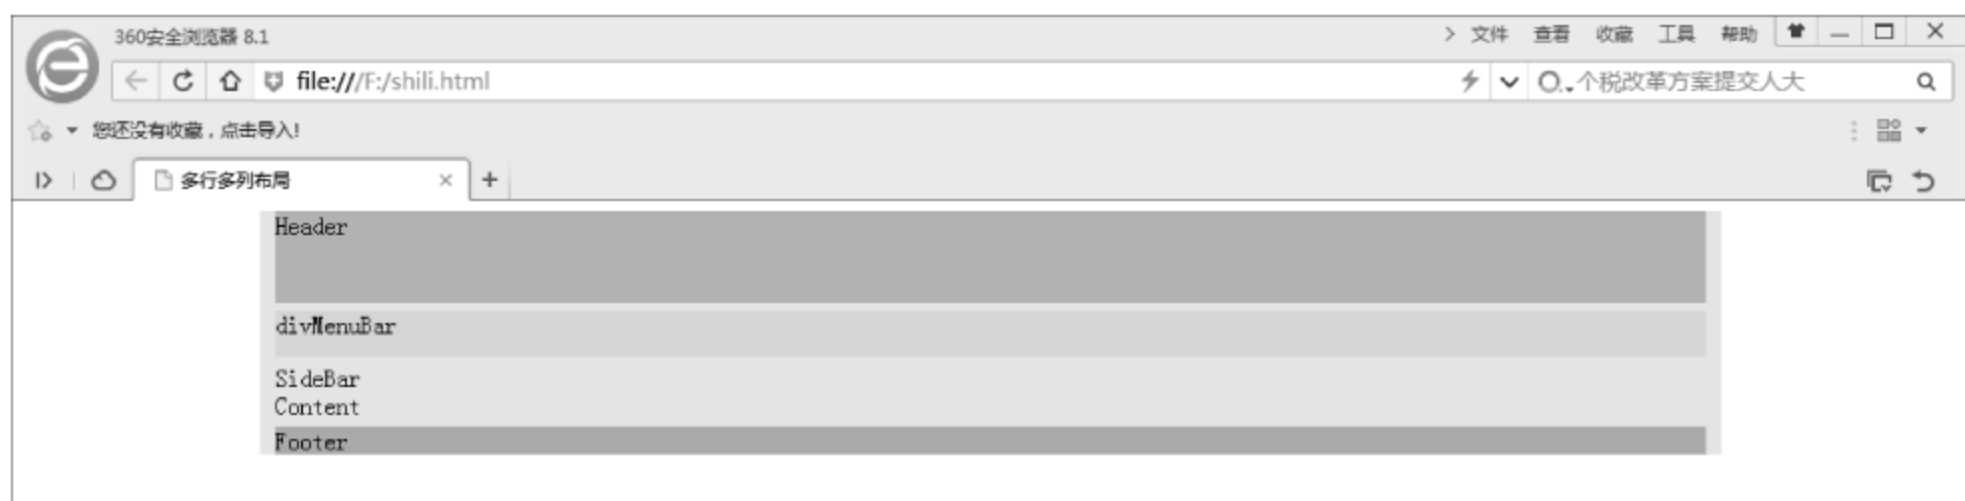 360安全浏览器 8.1
文件 查看 收藏 工具 帮助
file:///F:/shili.html
个税改革方案提交人大
您还没有收藏，点击导入!
多行多列布局
Header
divMenuBar
SideBar
Content
Footer